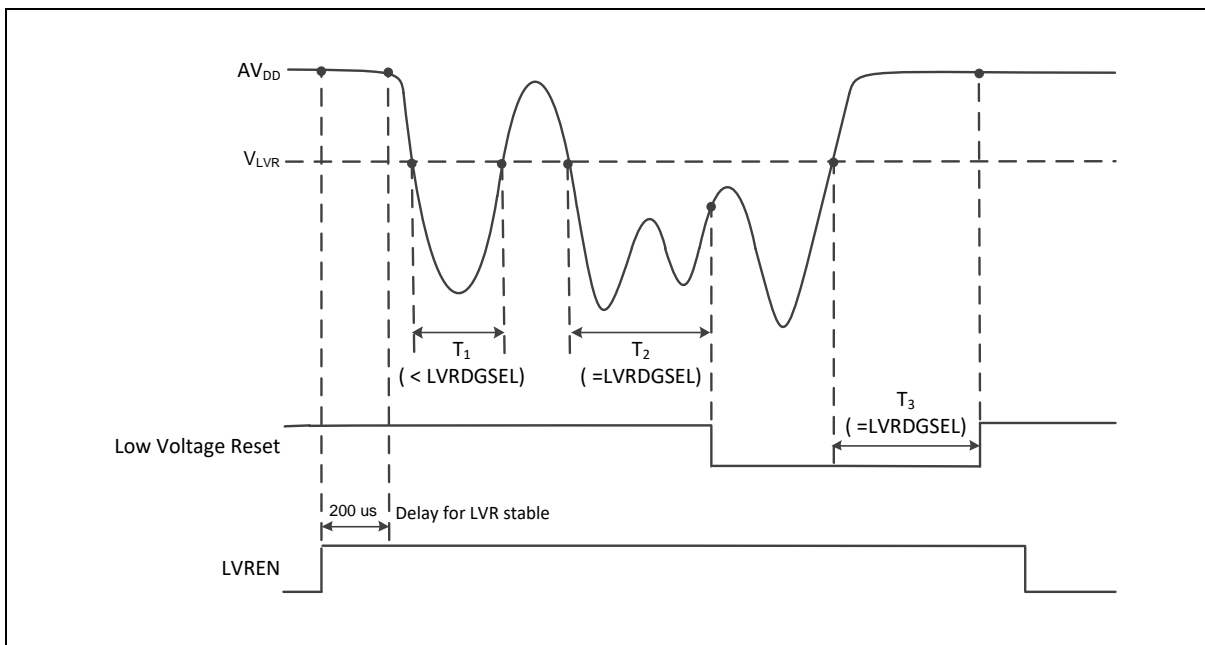 AVDD
VLVR
T1
( < LVRDGSEL)
T2
( =LVRDGSEL)
T3
( =LVRDGSEL)
Low Voltage Reset
200 us
Delay for LVR stable
LVREN